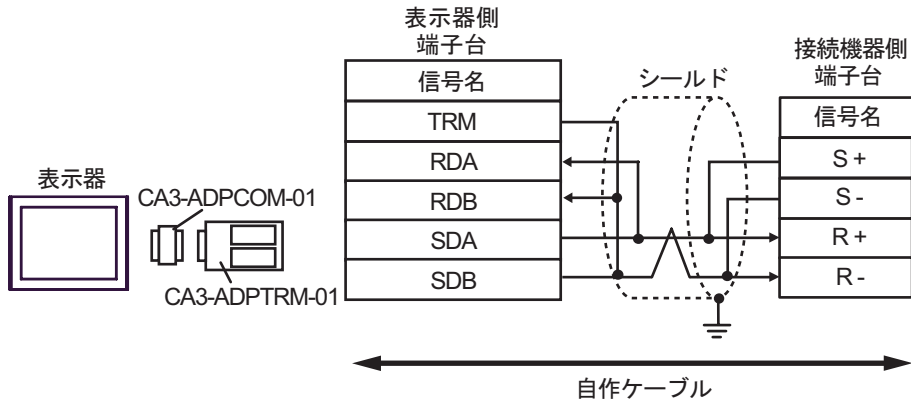 表示器
CA3-ADPCOM-01
CA3-ADPTRM-01
表示器側
端子台
信号名
TRM
RDA
RDB
SDA
SDB
シールド
接続機器側
端子台
信号名
S +
S -
R +
R -
自作ケーブル